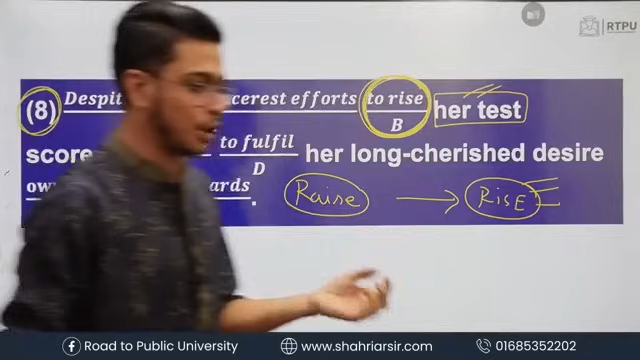 RTPU
(8) Despit cerest efforts to rise her test
B
score to fulfil her long-cherished desire
D
ow ards.
Raise → RisE
Road to Public University
www.shahriarsir.com
01685352202